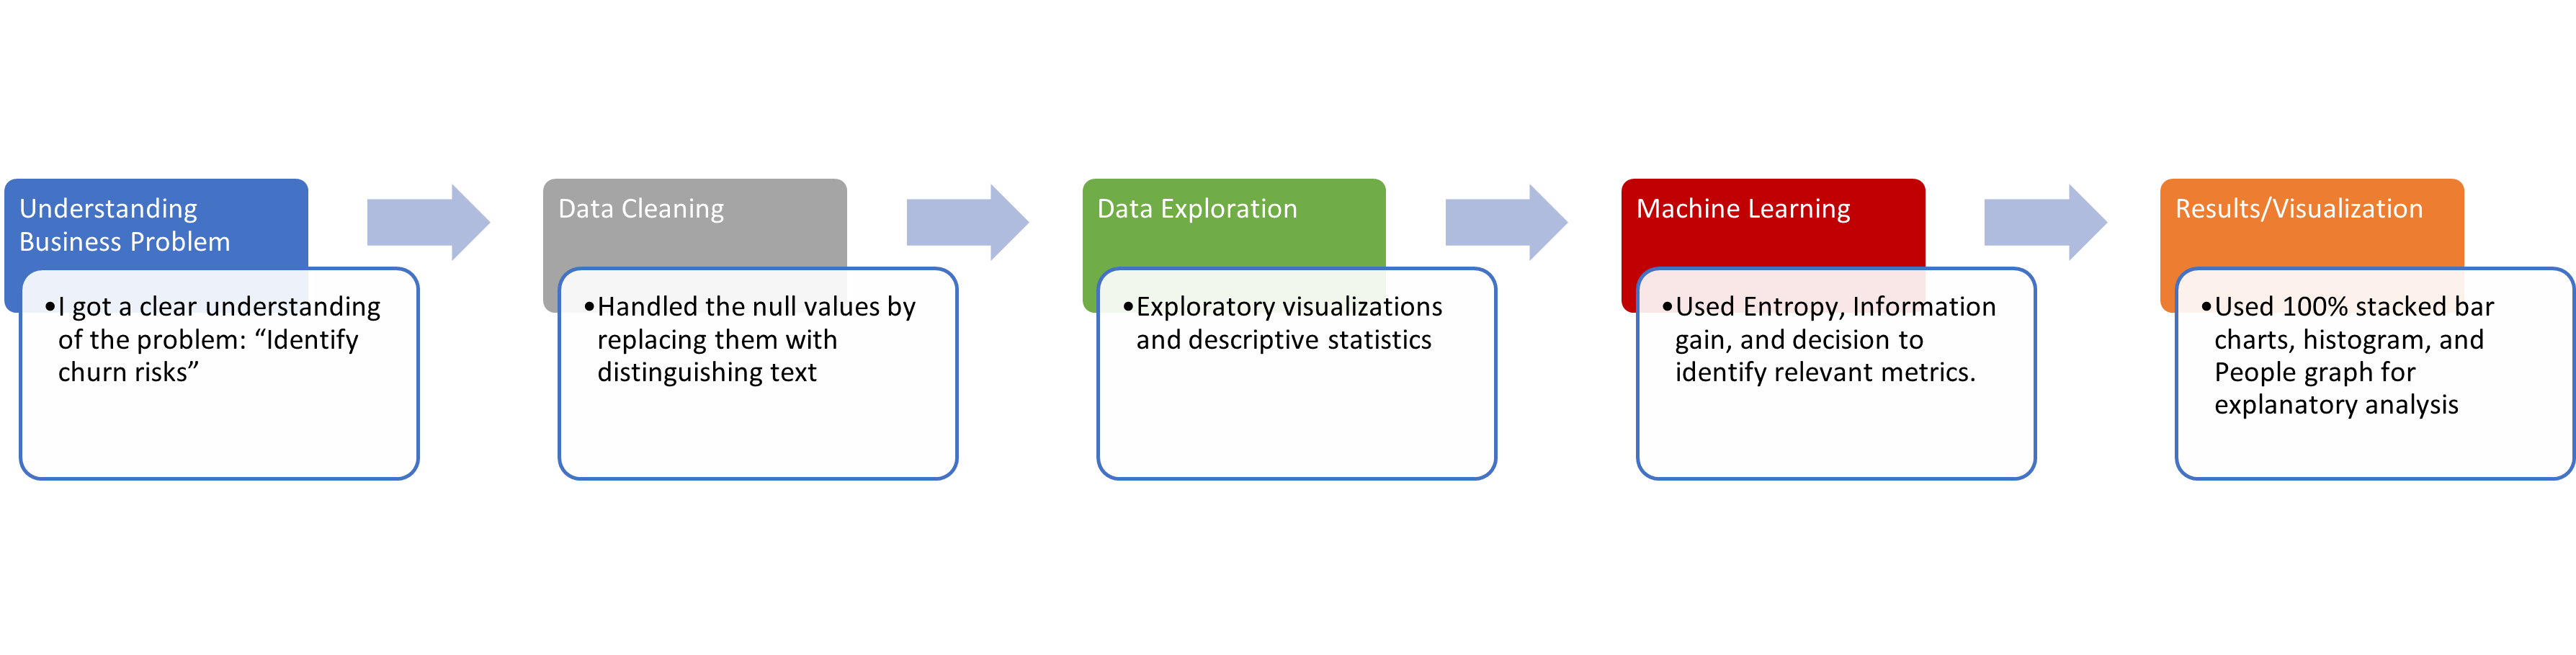 Understanding
Business Problem
•I got a clear understanding
of the problem: “Identify
churn risks”
Data Cleaning
•Handled the null values by
replacing them with
distinguishing text
Data Exploration
•Exploratory visualizations
and descriptive statistics
Machine Learning
•Used Entropy, Information
gain, and decision to
identify relevant metrics.
Results/Visualization
•Used 100% stacked bar
charts, histogram, and
People graph for
explanatory analysis